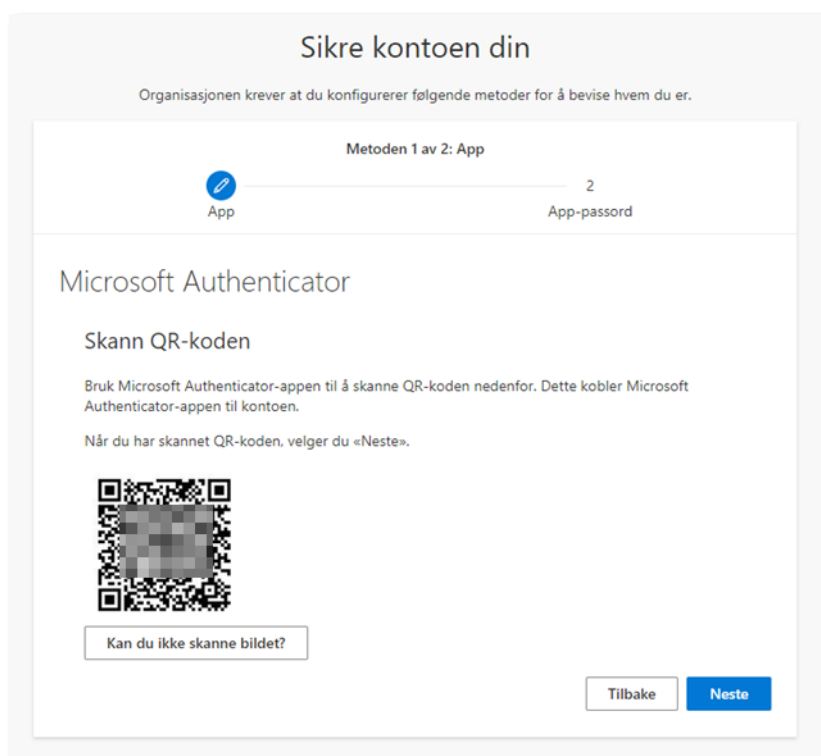 Sikre kontoen din
Organisasjonen krever at du konfigurerer følgende metoder for å bevise hvem du er.
Metoden 1 av 2: App
2
App
App-passord
Microsoft Authenticator
Skann QR-koden
Bruk Microsoft Authenticator-appen til å skanne QR-koden nedenfor. Dette kobler Microsoft
Authenticator-appen til kontoen.
Når du har skannet QR-koden, velger du «Neste».
Kan du ikke skanne bildet?
Tilbake
Neste